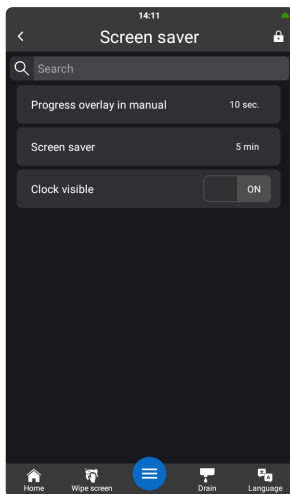 14:11
Screen saver
Search
Progress overlay in manual 10 sec.
Screen saver 5 min
Clock visible ON
Home Wipe screen Drain Language